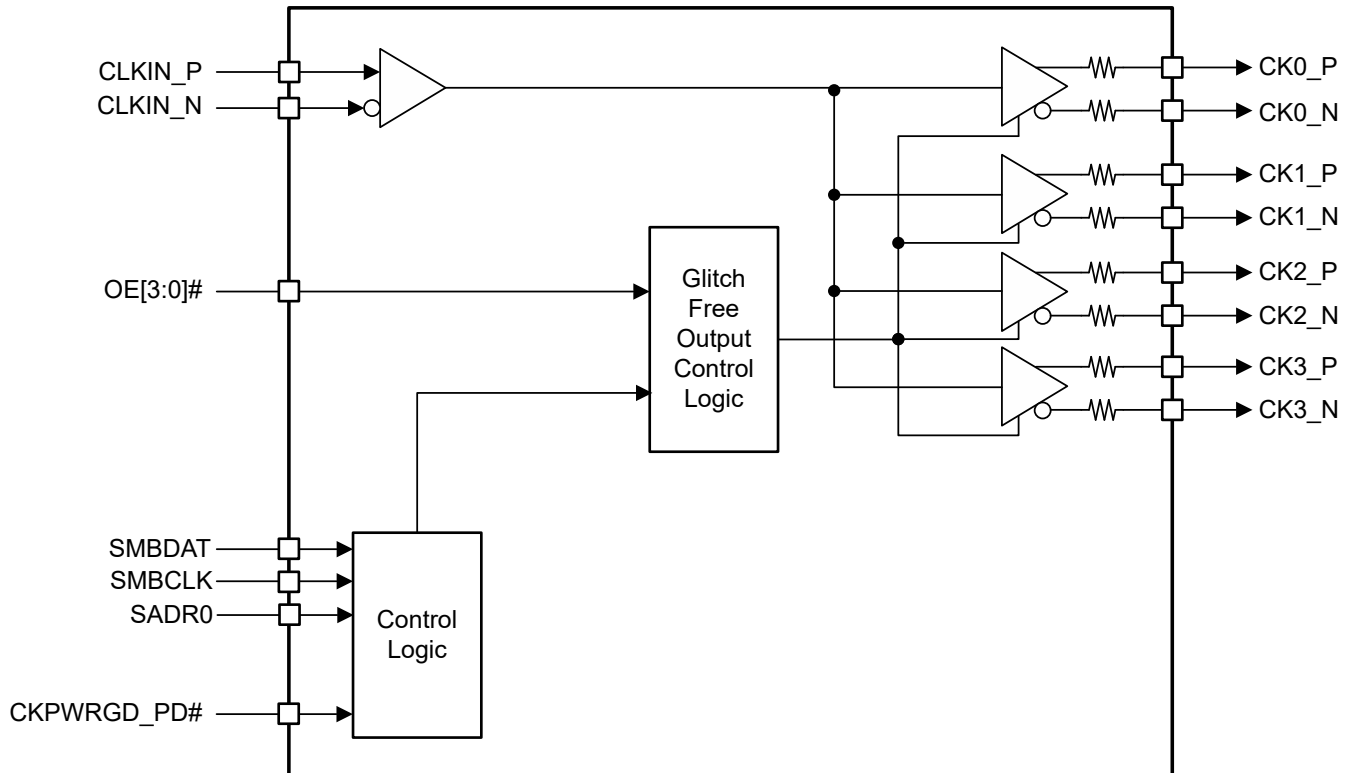 CLKIN_P
CLKIN_N
OE[3:0]#
SMBDAT
SMBCLK
SADR0
CKPWRGD_PD#
Control
Logic
Glitch
Free
Output
Control
Logic
CK0_P
CK0_N
CK1_P
CK1_N
CK2_P
CK2_N
CK3_P
CK3_N